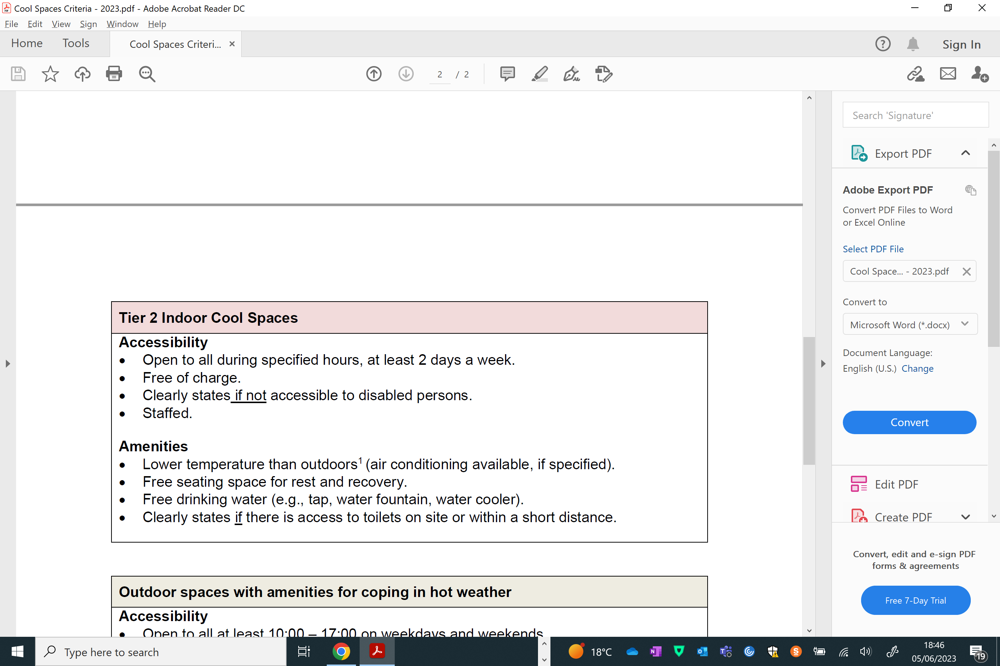 Cool Spaces Criteria - 2023.pdf - Adobe Acrobat Reader DC
File Edit View Sign Window Help
Home Tools Cool Spaces Criteri... Sign In
2 / 2
Search 'Signature'
Export PDF
Adobe Export PDF
Convert PDF Files to Word
or Excel Online
Select PDF File
Cool Space... - 2023.pdf
Convert to
Microsoft Word (*.docx)
Document Language:
English (U.S.) Change
Convert
Edit PDF
Create PDF
Convert, edit and e-sign PDF
forms & agreements
Free 7-Day Trial
Tier 2 Indoor Cool Spaces
Accessibility
• Open to all during specified hours, at least 2 days a week.
• Free of charge.
• Clearly states if not accessible to disabled persons.
• Staffed.
Amenities
• Lower temperature than outdoors¹ (air conditioning available, if specified).
• Free seating space for rest and recovery.
• Free drinking water (e.g., tap, water fountain, water cooler).
• Clearly states if there is access to toilets on site or within a short distance.
Outdoor spaces with amenities for coping in hot weather
Accessibility
• Open to all at least 10:00 – 17:00 on weekdays and weekends
Type here to search
18°C
18:46
05/06/2023
19